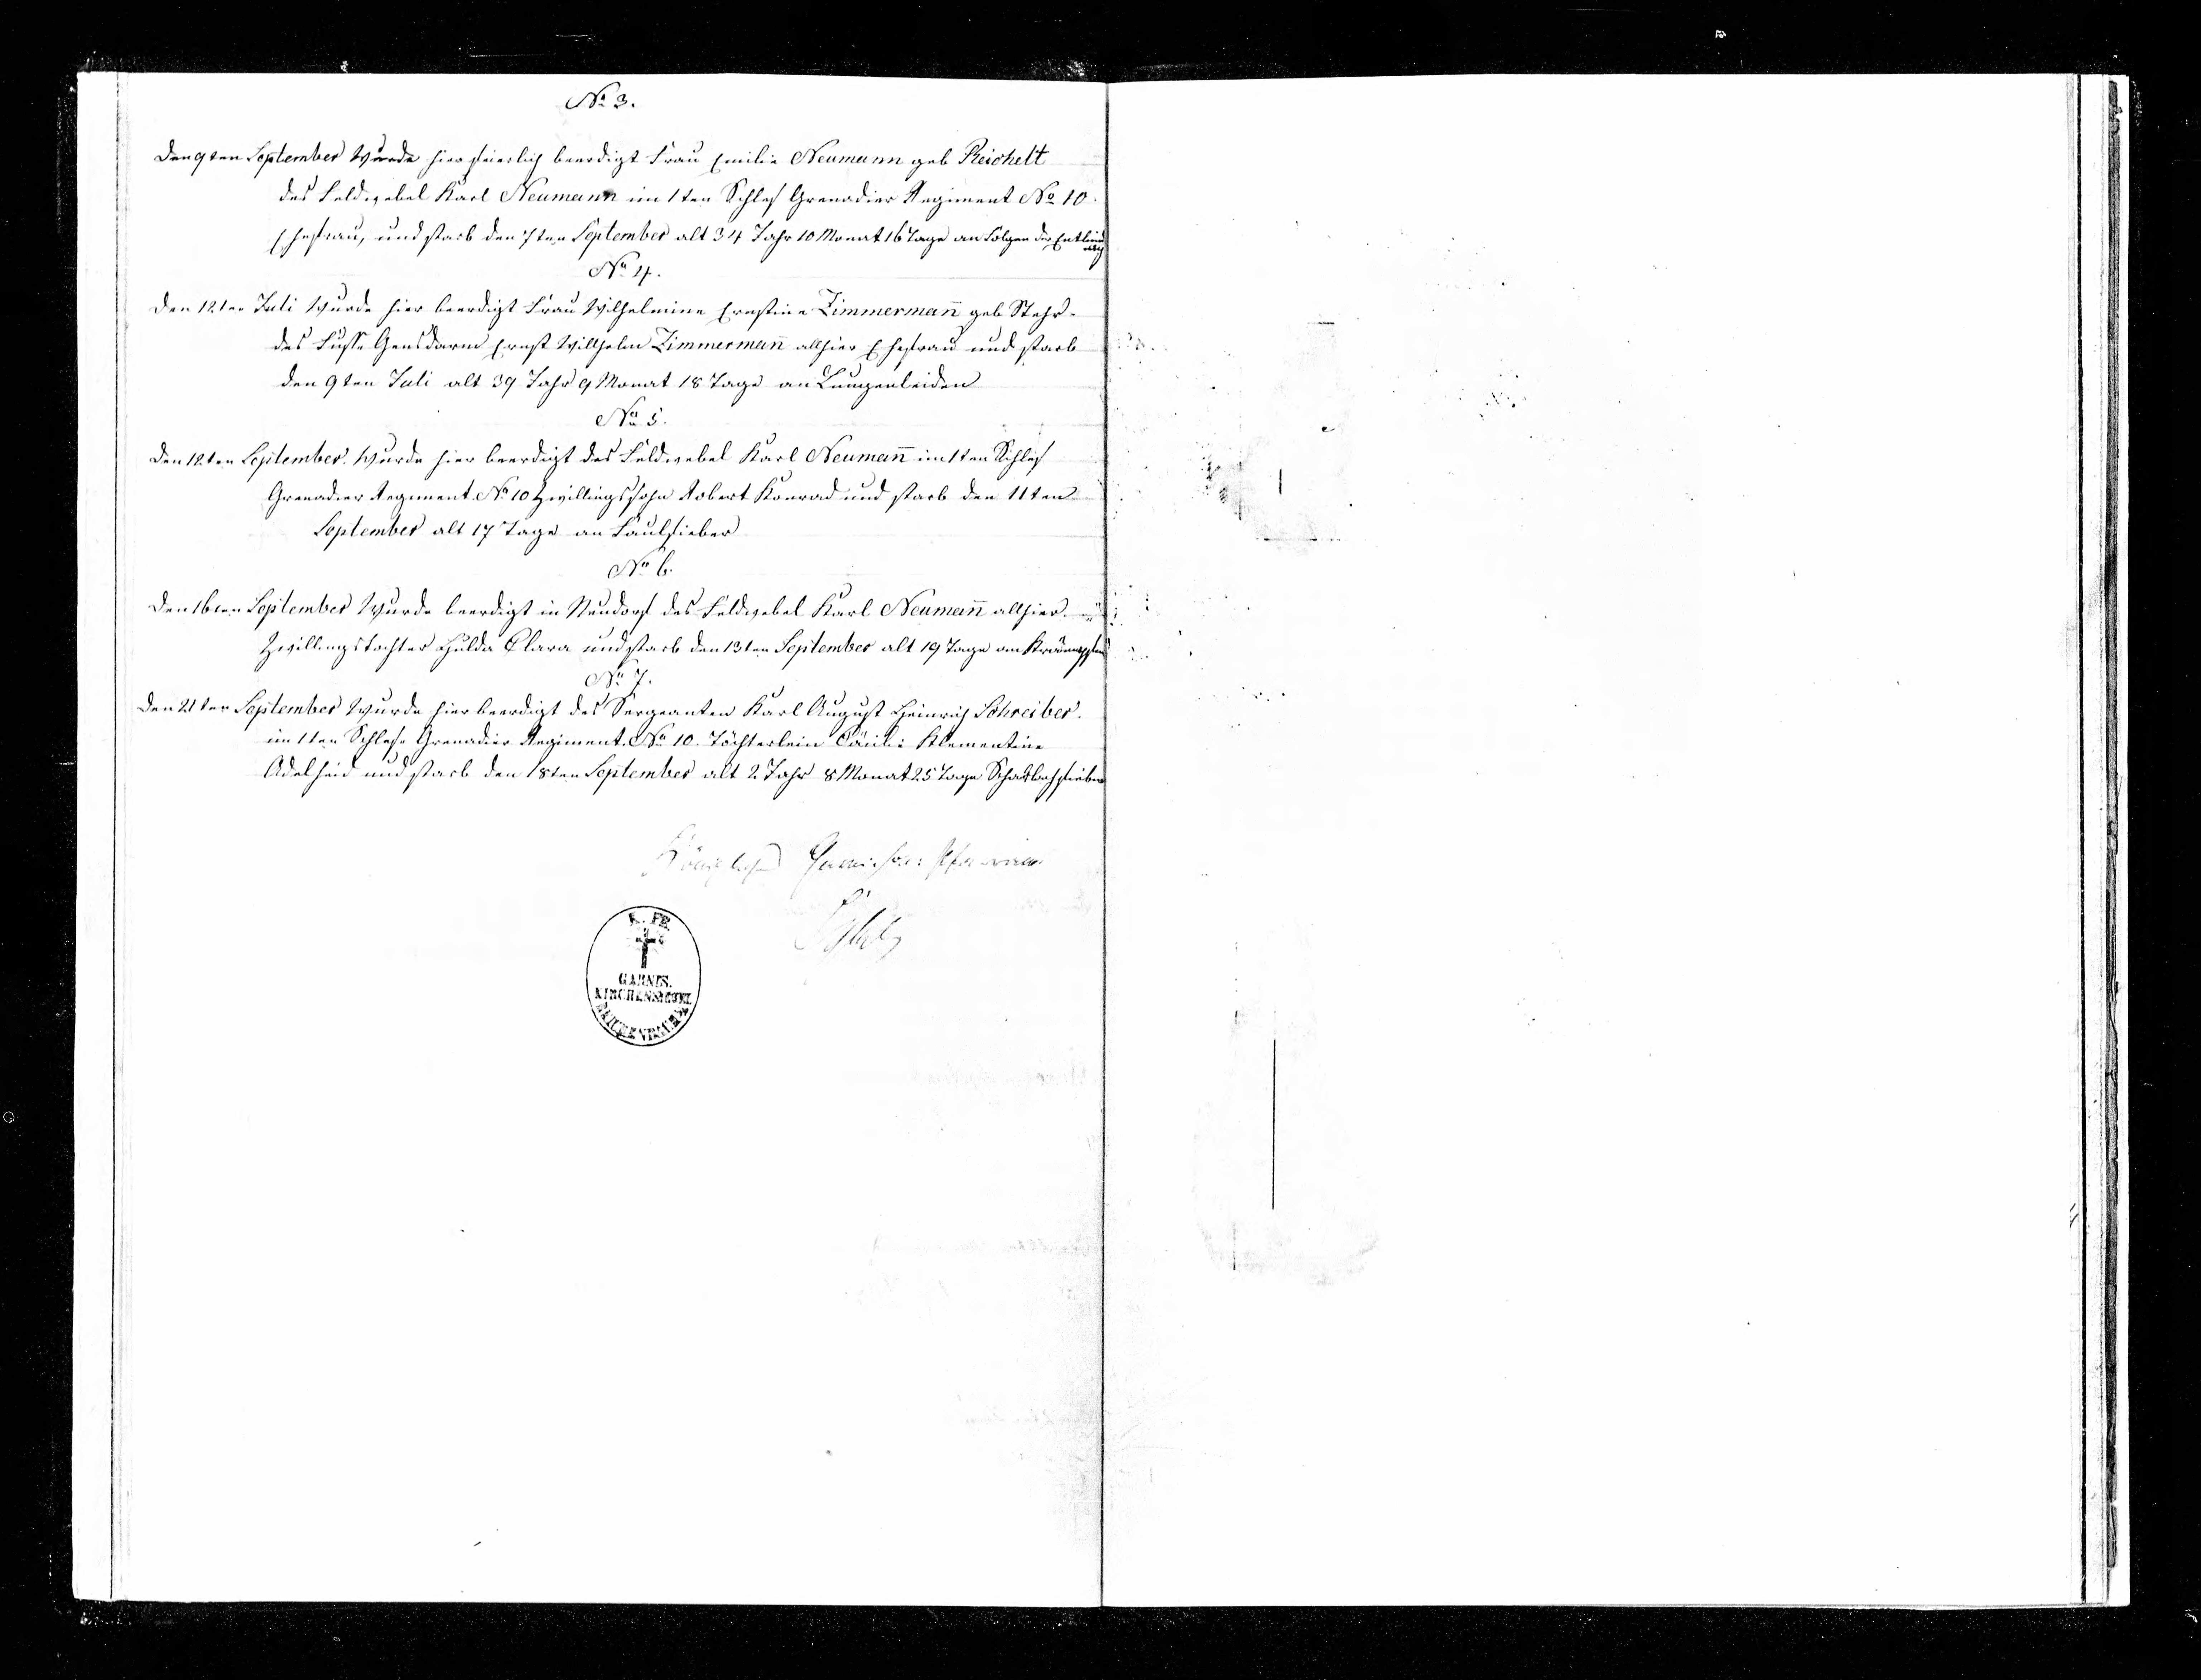 No 3.
Den 9ten September wurde hier feierlich beerdigt Frau Emilie Neumann geb Reichelt
des Feldwebel Karl Neumann im 1ten Schles Grenadier Regiment No 10.
Ehefrau, und starb den 7ten September alt 34 Jahr 10 Monat 16 Tage an Folgen der Entbind
ung
No 4.
Den 12ten Juli wurde hier beerdigt Frau Wilhelmine Ernstine Zimmerman̄ geb Stehr.
des Fusse Gensdarm Ernst Willhelm Zimmerman̄ allhier Ehefrau und starb
den 9ten Juli alt 39 Jahr 9 Monat 18 Tage an Lungenleiden
No 5.
Den 12ten September wurde hier beerdigt des Feldwebel Karl Neuman̄ im 1ten Schles
Grenadier Regiment No 10 Zwillingssohn Robert Konrad und starb den 11ten
September alt 17 Tage an Faulfieber
No 6.
Den 16ten September wurde beerdigt in Neudorf des Feldwebel Karl Neuman̄ allhier
Zwillingstochter Hulda Clara und starb den 13ten September alt 19 Tage an Krämpfen
No 7.
Den 21ten September wurde hier beerdigt des Sergeanten Karl August Heinrich Schreiber.
im 1ten Schles. Grenadier Regiment. No 10. Töchterlein Cäcilie Klementine
Adelheid und starb den 18ten September alt 2 Jahr 8 Monat 25 Tage Scharlachfieber
Königliches Garnison Pfarramt
K. PR.
GARNIS.
KIRCHENSIEGEL
REICHENBACH